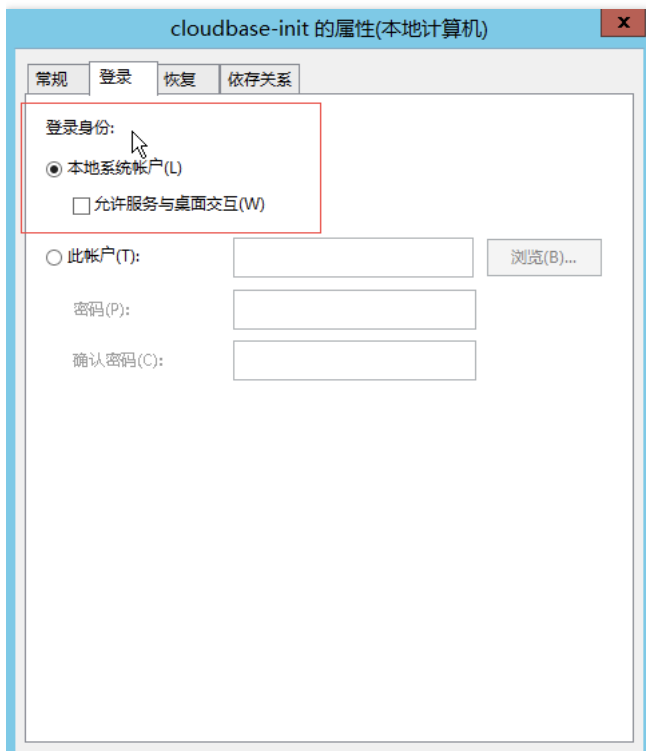 cloudbase-init 的属性(本地计算机)
x
常规 登录 恢复 依存关系
登录身份:
本地系统帐户(L)
允许服务与桌面交互(W)
此帐户(T):
浏览(B)...
密码(P):
确认密码(C):